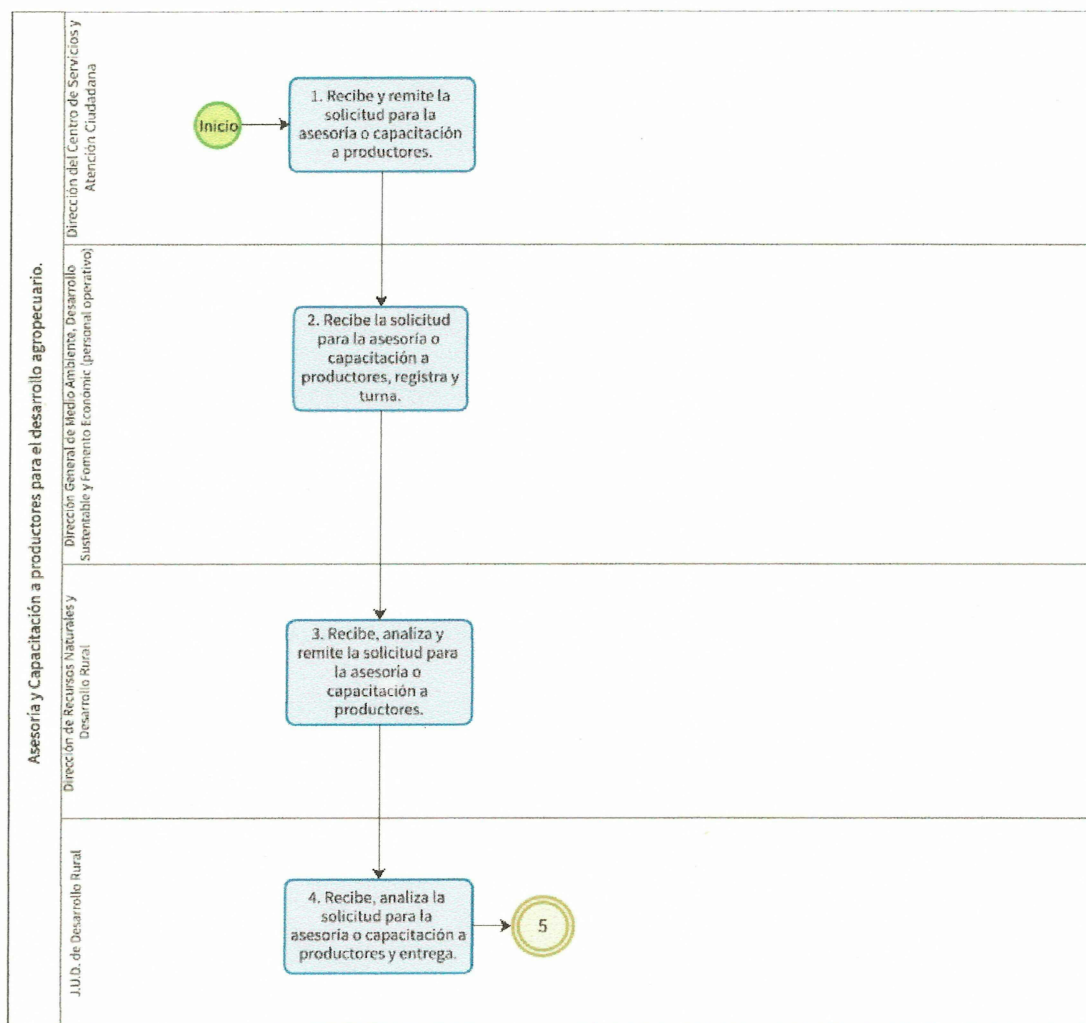 Asesoría y Capacitación a productores para el desarrollo agropecuario.
Dirección del Centro de Servicios y
Atención Ciudadana
Inicio
1. Recibe y remite la
solicitud para la
asesoría o capacitación
a productores.
Dirección General de Medio Ambiente, Desarrollo
Sustentable y Fomento Económic (personal operativo)
2. Recibe la solicitud
para la asesoría o
capacitación a
productores, registra y
turna.
Dirección de Recursos Naturales y
Desarrollo Rural
3. Recibe, analiza y
remite la solicitud para
la asesoría o
capacitación a
productores.
J.U.D. de Desarrollo Rural
4. Recibe, analiza la
solicitud para la
asesoría o capacitación a
productores y entrega.
5